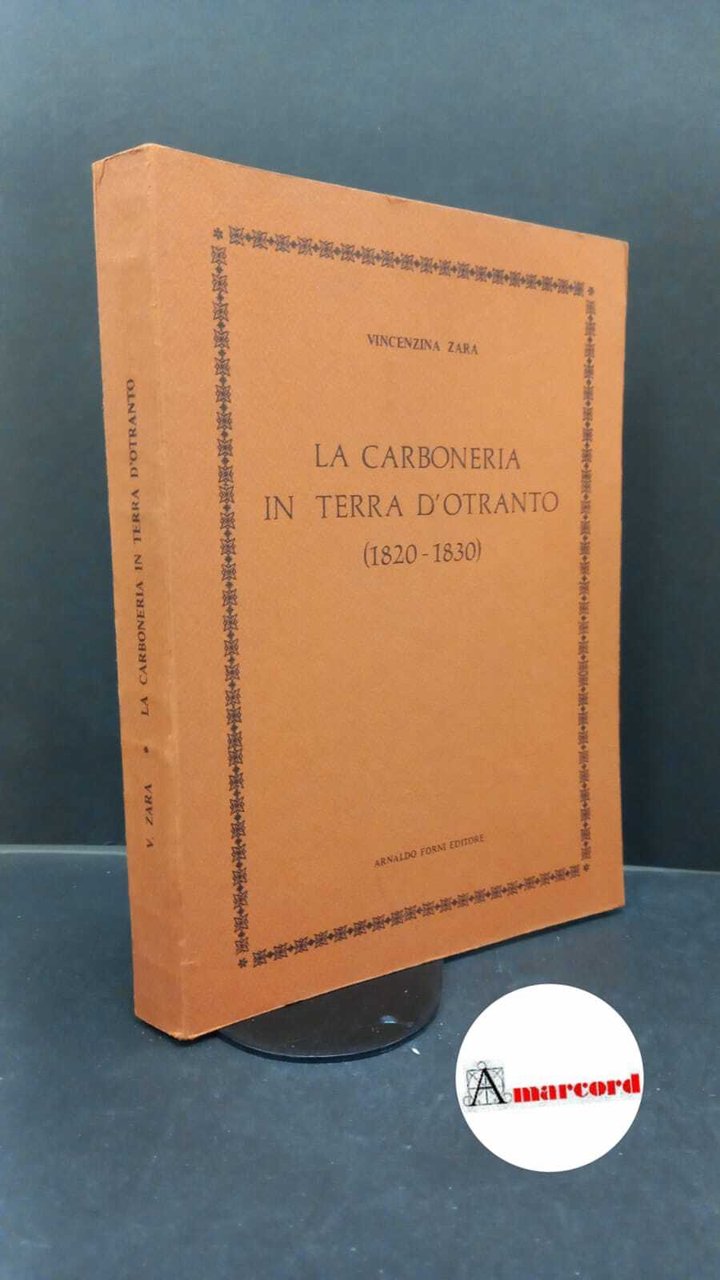 V. ZARA * LA CARBONERIA IN TERRA D'OTRANTO
VINCENZINA ZARA
LA CARBONERIA
IN TERRA D'OTRANTO
(1820-1830)
ARNALDO FORNI EDITORE
Amarcord